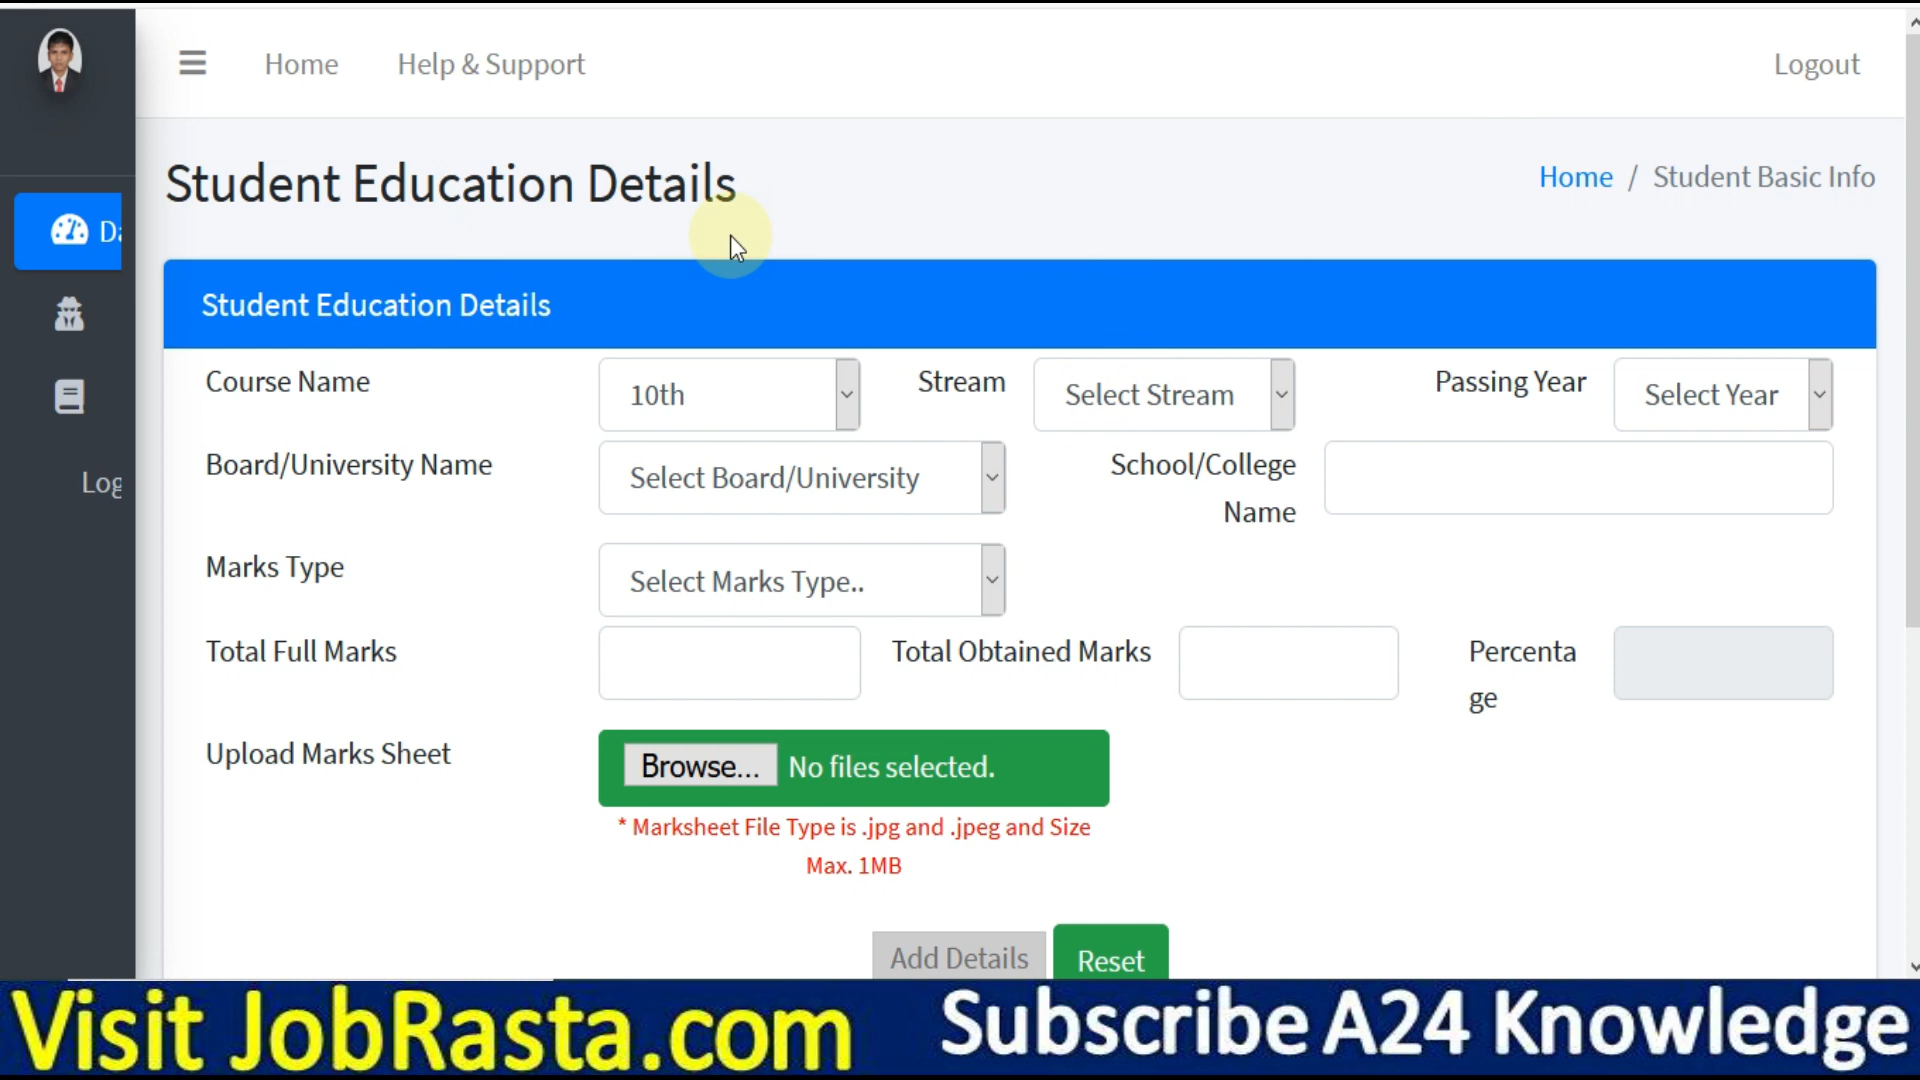 Home Help & Support Logout
Student Education Details
Home / Student Basic Info
Da
Student Education Details
Course Name 10th Stream Select Stream Passing Year Select Year
Board/University Name Select Board/University School/College
Name
Log
Marks Type Select Marks Type..
Total Full Marks Total Obtained Marks Percenta
ge
Upload Marks Sheet Browse... No files selected.
* Marksheet File Type is .jpg and .jpeg and Size
Max. 1MB
Add Details Reset
Visit JobRasta.com Subscribe A24 Knowledge